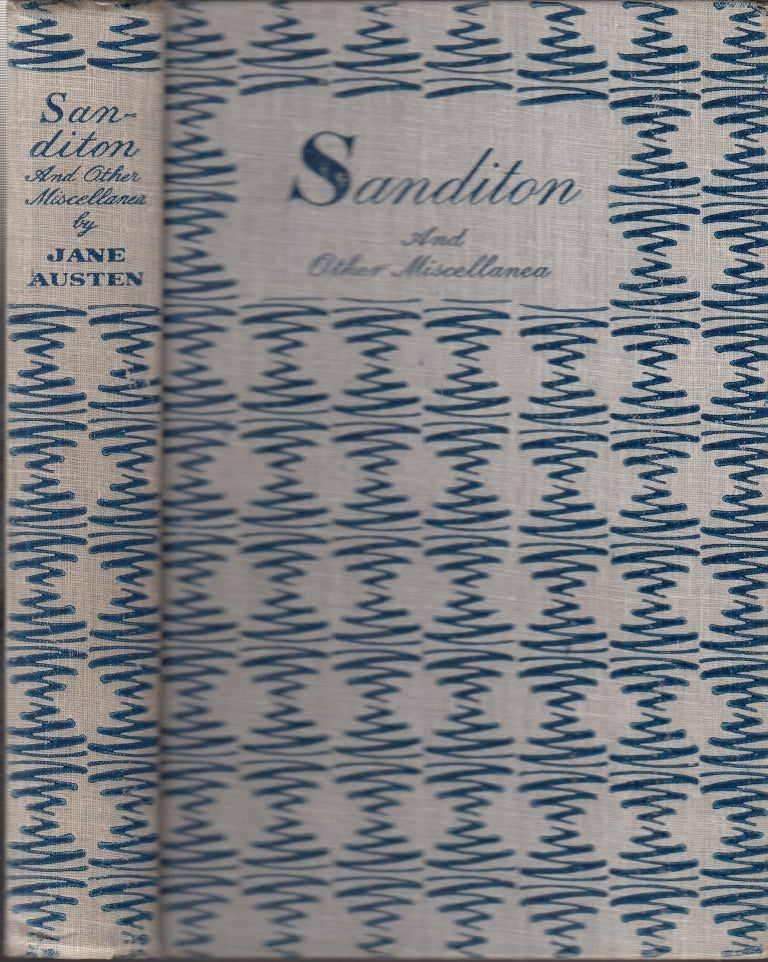 San-
diton
And Other
Miscellanea
by
JANE
AUSTEN
Sanditon
And
Other Miscellanea